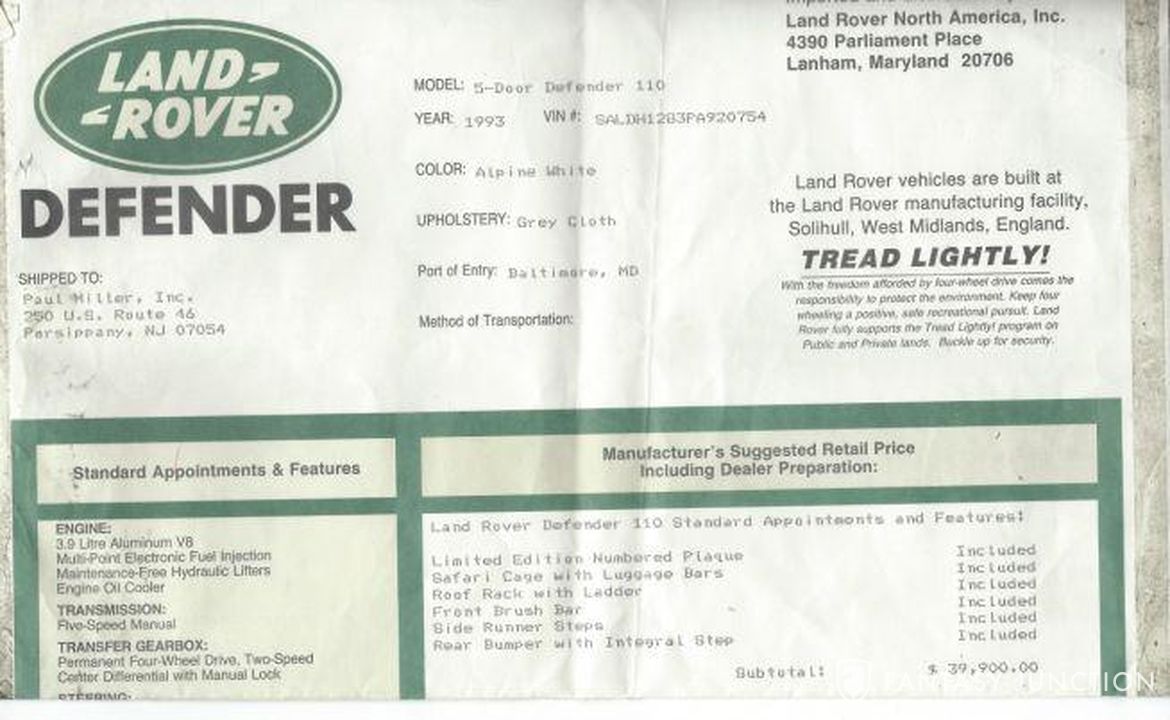 LAND
ROVER
DEFENDER
SHIPPED TO:
Paul Miller, Inc.
250 U.S. Route 46
Parsippany, NJ 07054
MODEL: 5-Door Defender 110
YEAR: 1993 VIN #: SALDH1283PA920754
COLOR: Alpine White
UPHOLSTERY: Grey Cloth
Port of Entry: Baltimore, MD
Method of Transportation:
Land Rover North America, Inc.
4390 Parliament Place
Lanham, Maryland 20706
Land Rover vehicles are built at
the Land Rover manufacturing facility,
Solihull, West Midlands, England.
TREAD LIGHTLY!
With the freedom afforded by four-wheel drive comes the
responsibility to protect the environment. Keep four
wheeling a positive, safe recreational pursuit. Land
Rover fully supports the Tread Lightly! program on
Public and Private lands. Buckle up for security.
Standard Appointments & Features
ENGINE:
3.9 Litre Aluminum V8
Multi-Point Electronic Fuel Injection
Maintenance-Free Hydraulic Lifters
Engine Oil Cooler
TRANSMISSION:
Five-Speed Manual
TRANSFER GEARBOX:
Permanent Four-Wheel Drive, Two-Speed
Center Differential with Manual Lock
STEERING:
Manufacturer's Suggested Retail Price
Including Dealer Preparation:
Land Rover Defender 110 Standard Appointments and Features:
Limited Edition Numbered Plaque Included
Safari Cage with Luggage Bars Included
Roof Rack with Ladder Included
Front Brush Bar Included
Side Runner Steps Included
Rear Bumper with Integral Step Included
Subtotal: $ 39,900.00
FANTASY JUNCTION